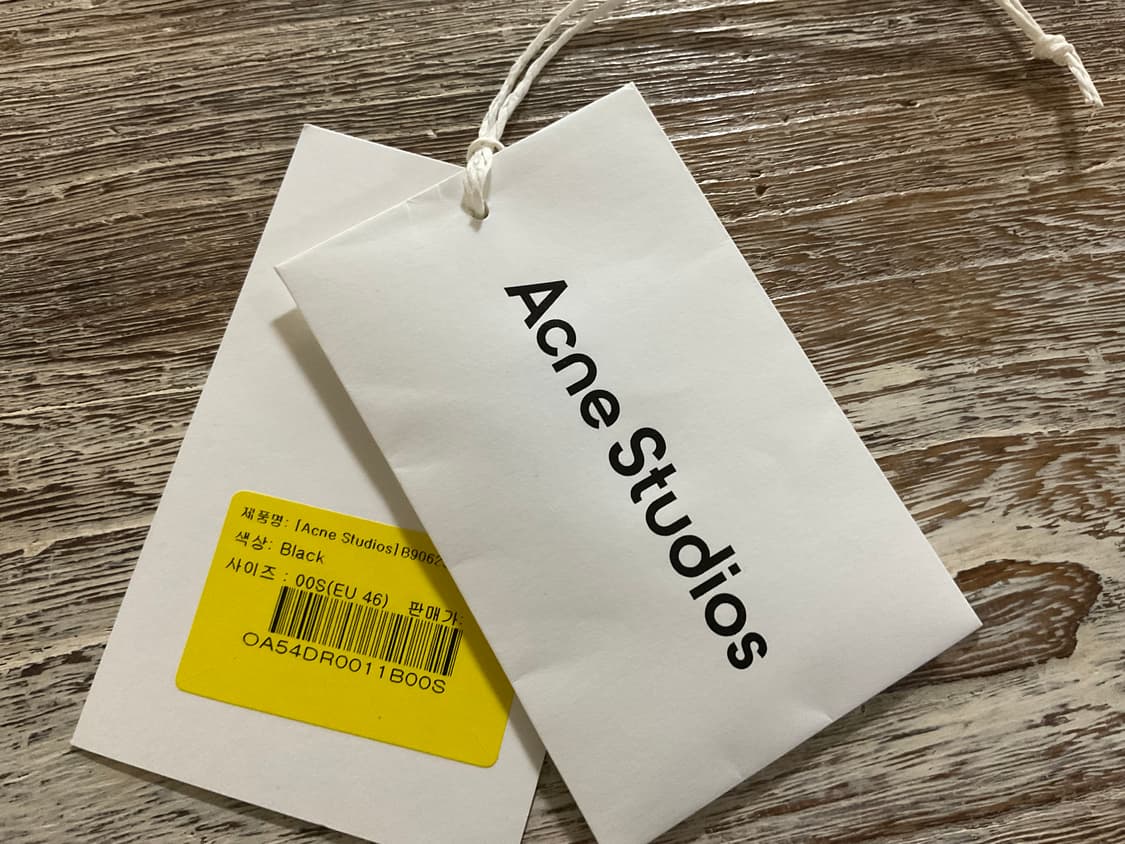 Acne Studios
제품명: [Acne Studios]B9062
색상: Black
사이즈 : 00S(EU 46) 판매가:
OA54DR0011B00S